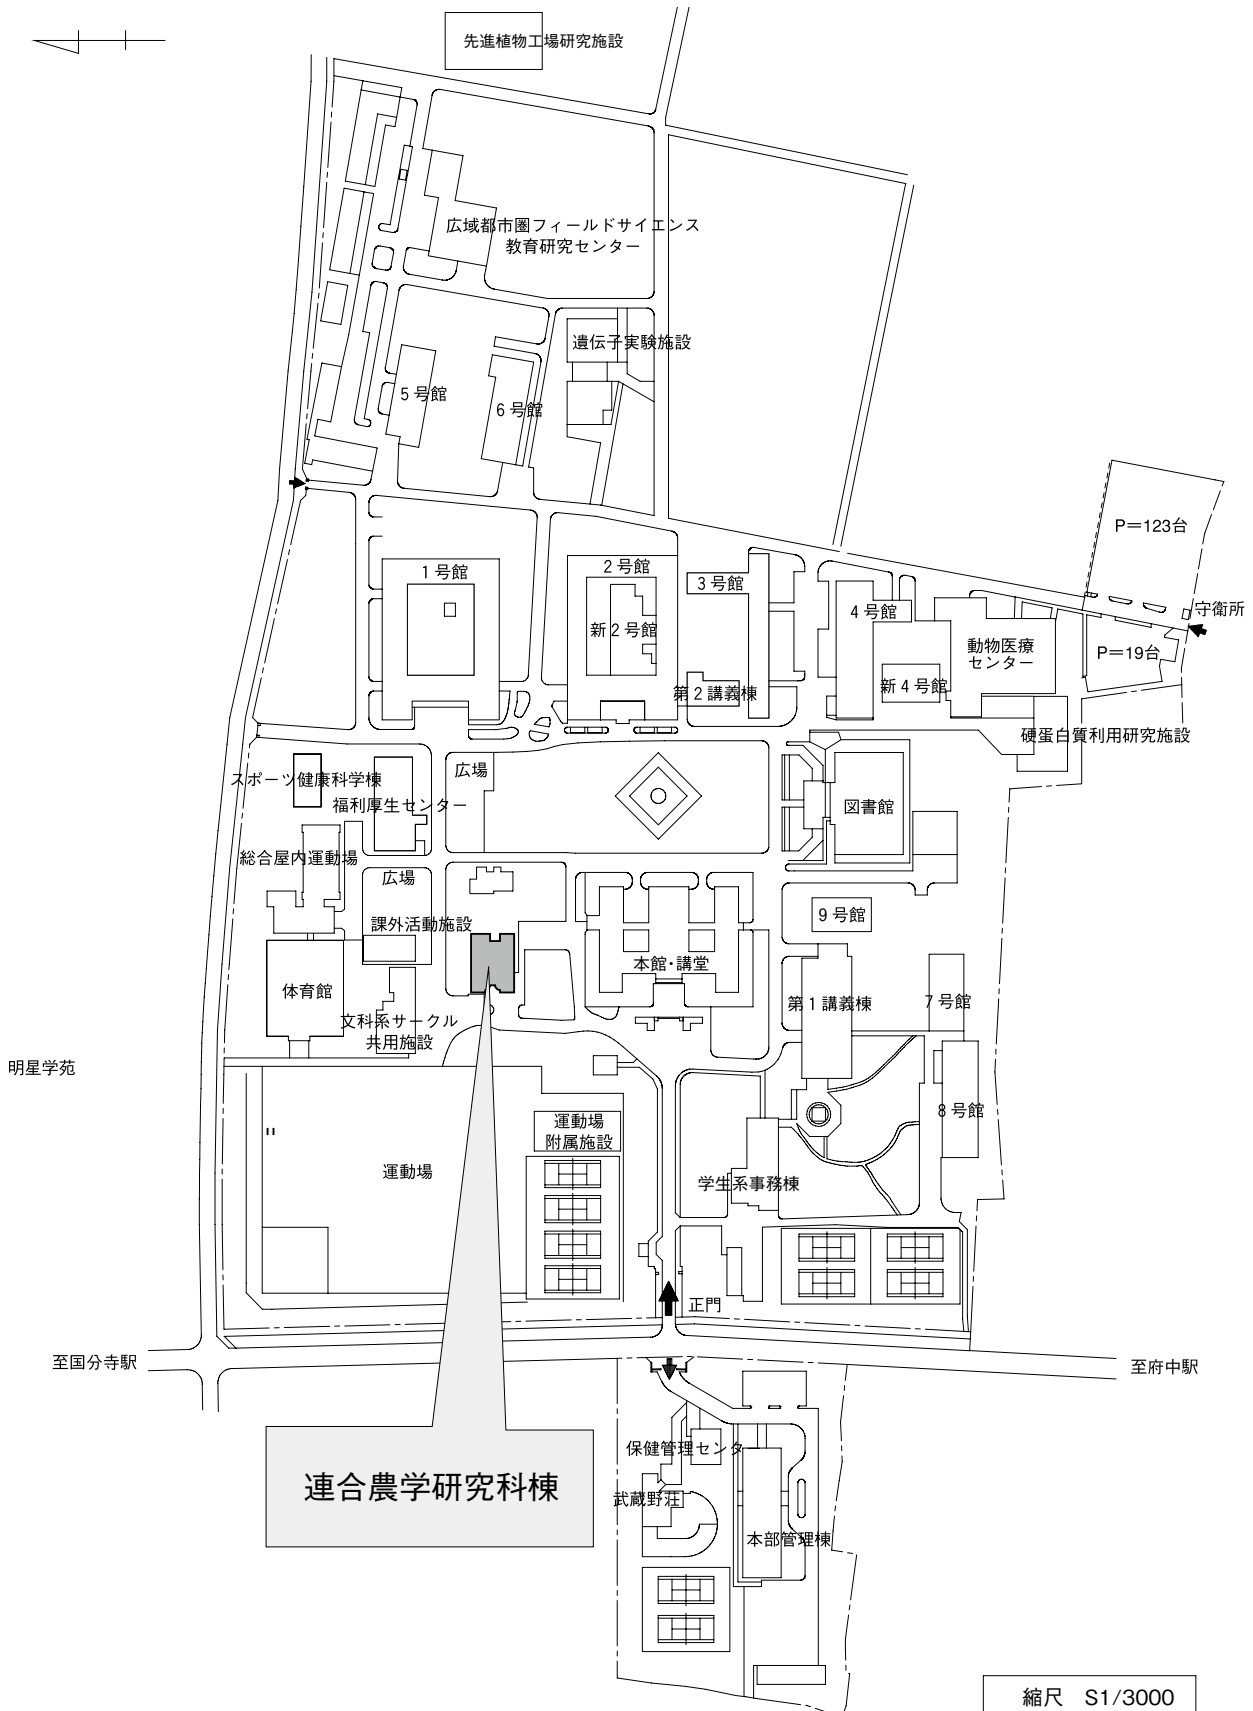 先進植物工場研究施設
広域都市圏フィールドサイエンス
教育研究センター
遺伝子実験施設
5号館
6号館
P=123台
守衛所
P=19台
1号館
2号館
新2号館
3号館
4号館
動物医療
センター
新4号館
第2講義棟
硬蛋白質利用研究施設
広場
スポーツ健康科学棟
福利厚生センター
図書館
総合屋内運動場
広場
課外活動施設
9号館
本館・講堂
体育館
第1講義棟
7号館
文科系サークル
共用施設
明星学苑
8号館
運動場
附属施設
運動場
学生系事務棟
正門
至国分寺駅
至府中駅
保健管理センター
連合農学研究科棟
武蔵野荘
本部管理棟
縮尺 S1/3000